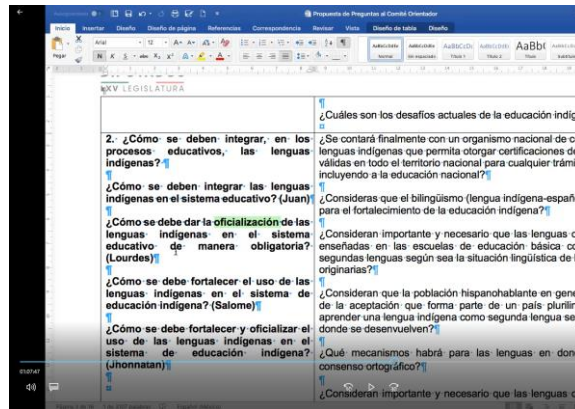 Propuesta de Preguntas al Comité Orientador
Inicio Insertar Diseño Diseño de página Referencias Correspondencia Revisar Vista Diseño de tabla Diseño
Pegar
Arial 12
N K S
Normal Sin espaciado Título 1 Título 2
LXV LEGISLATURA
¿Cuáles son los desafíos actuales de la educación indíg
2. ¿Cómo se deben integrar, en los
procesos educativos, las lenguas
indígenas?
¿Cómo se deben integrar las lenguas
indígenas en el sistema educativo? (Juan)
¿Cómo se debe dar la oficialización de las
lenguas indígenas en el sistema
educativo de manera obligatoria?
(Lourdes)
¿Cómo se debe fortalecer el uso de las
lenguas indígenas en el sistema de
educación indígena? (Salome)
¿Cómo se debe fortalecer y oficializar el
uso de las lenguas indígenas en el
sistema de educación indígena?
(Jhonnatan)
¿Se contará finalmente con un organismo nacional de c
lenguas indígenas que permita otorgar certificaciones de
válidas en todo el territorio nacional para cualquier trámi
incluyendo a la educación nacional?
¿Consideras que el bilingüismo (lengua indígena-españ
para el fortalecimiento de la educación indígena?
¿Consideran importante y necesario que las lenguas o
enseñadas en las escuelas de educación básica co
segundas lenguas según sea la situación lingüística de l
originarias?
¿Consideran que la población hispanohablante en gene
de la aceptación que forma parte de un país plurilin
aprender una lengua indígena como segunda lengua se
donde se desenvuelven?
¿Qué mecanismos habrá para las lenguas en don
consenso ortográfico?
¿Consideran importante y necesario que las lenguas o
01:07:47